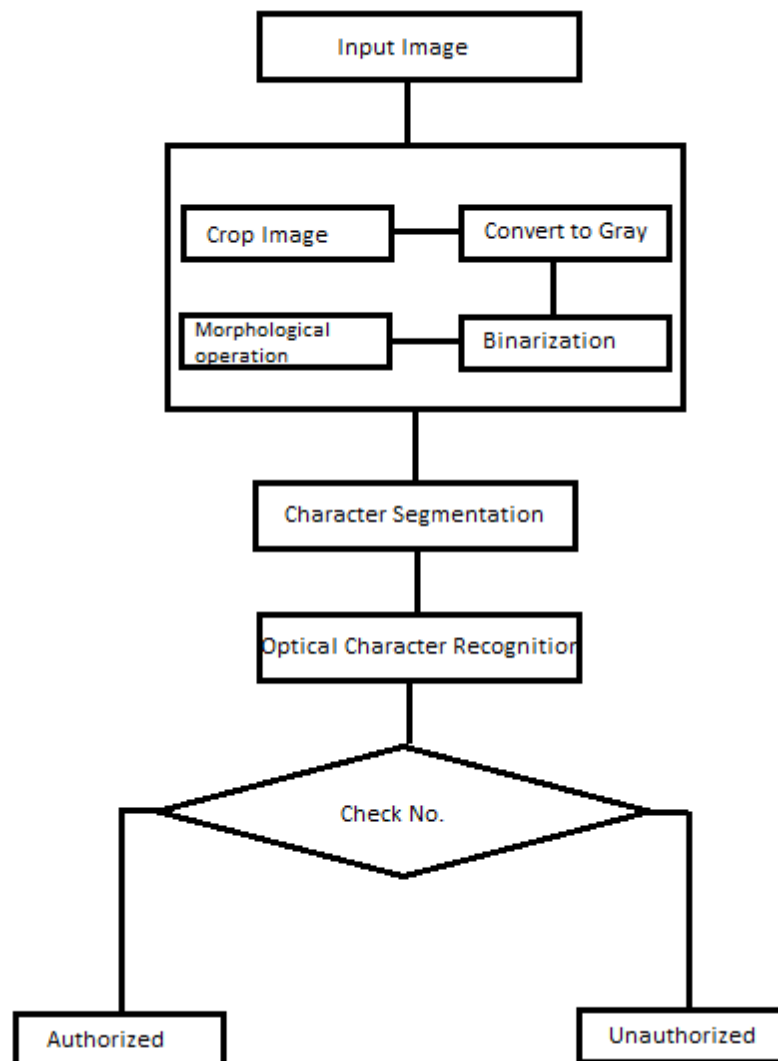 Input Image
Crop Image
Convert to Gray
Morphological
operation
Binarization
Character Segmentation
Optical Character Recognition
Check No.
Authorized
Unauthorized